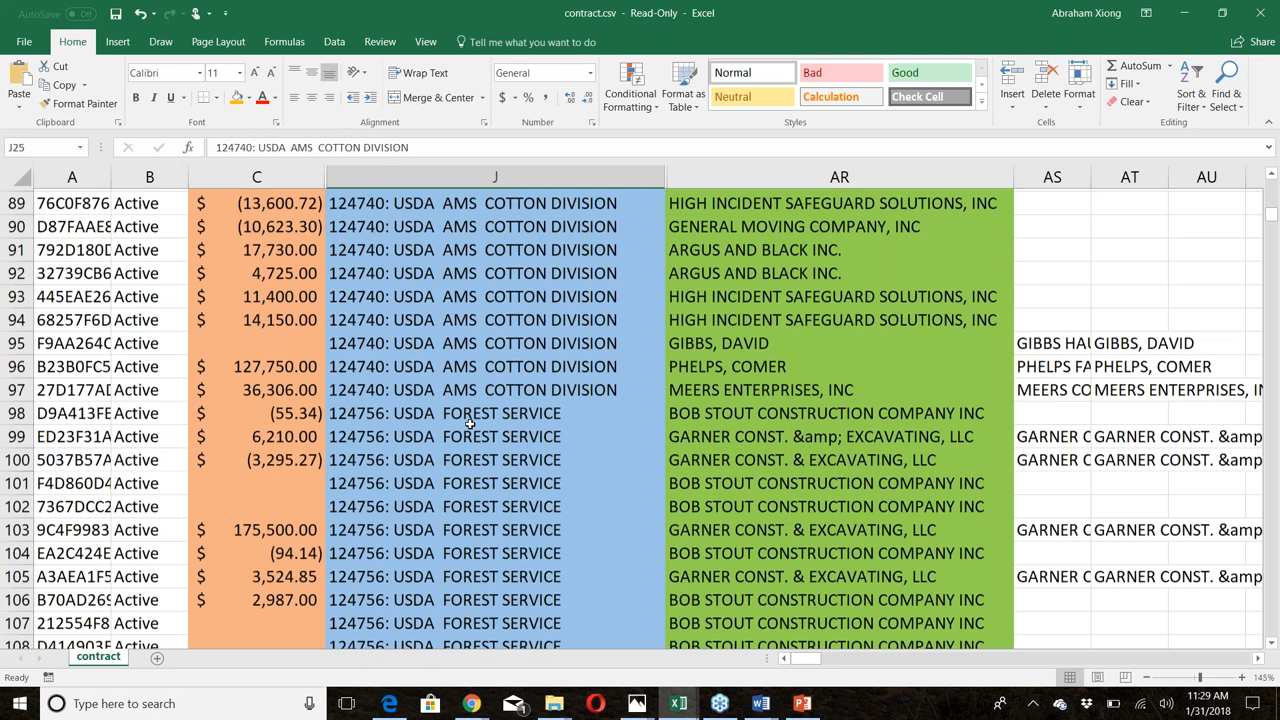 AutoSave Off
contract.csv - Read-Only - Excel
Abraham Xiong
File Home Insert Draw Page Layout Formulas Data Review View Tell me what you want to do Share
Paste
Cut
Copy
Format Painter
Clipboard
Calibri 11
B I U
Font
Wrap Text
Merge & Center
Alignment
General
$ % ,
Number
Conditional Formatting
Format as Table
Normal Bad Good
Neutral Calculation Check Cell
Styles
Insert Delete Format
Cells
AutoSum
Fill
Clear
Sort & Filter
Find & Select
Editing
J25 fx 124740: USDA AMS COTTON DIVISION
A B C J AR AS AT AU
89 76C0F876 Active $ (13,600.72) 124740: USDA AMS COTTON DIVISION HIGH INCIDENT SAFEGUARD SOLUTIONS, INC
90 D87FAAE8 Active $ (10,623.30) 124740: USDA AMS COTTON DIVISION GENERAL MOVING COMPANY, INC
91 792D180D Active $ 17,730.00 124740: USDA AMS COTTON DIVISION ARGUS AND BLACK INC.
92 32739CB6 Active $ 4,725.00 124740: USDA AMS COTTON DIVISION ARGUS AND BLACK INC.
93 445EAE26 Active $ 11,400.00 124740: USDA AMS COTTON DIVISION HIGH INCIDENT SAFEGUARD SOLUTIONS, INC
94 68257F6D Active $ 14,150.00 124740: USDA AMS COTTON DIVISION HIGH INCIDENT SAFEGUARD SOLUTIONS, INC
95 F9AA264C Active 124740: USDA AMS COTTON DIVISION GIBBS, DAVID GIBBS HAU GIBBS, DAVID
96 B23B0FC5 Active $ 127,750.00 124740: USDA AMS COTTON DIVISION PHELPS, COMER PHELPS FA PHELPS, COMER
97 27D177AD Active $ 36,306.00 124740: USDA AMS COTTON DIVISION MEERS ENTERPRISES, INC MEERS CO MEERS ENTERPRISES, IN
98 D9A413FE Active $ (55.34) 124756: USDA FOREST SERVICE BOB STOUT CONSTRUCTION COMPANY INC
99 ED23F31A Active $ 6,210.00 124756: USDA FOREST SERVICE GARNER CONST. &amp; EXCAVATING, LLC GARNER C GARNER CONST. &amp
100 5037B57A Active $ (3,295.27) 124756: USDA FOREST SERVICE GARNER CONST. & EXCAVATING, LLC GARNER C GARNER CONST. &amp
101 F4D860D4 Active 124756: USDA FOREST SERVICE BOB STOUT CONSTRUCTION COMPANY INC
102 7367DCC2 Active 124756: USDA FOREST SERVICE BOB STOUT CONSTRUCTION COMPANY INC
103 9C4F9983 Active $ 175,500.00 124756: USDA FOREST SERVICE GARNER CONST. & EXCAVATING, LLC GARNER C GARNER CONST. &amp
104 EA2C424E Active $ (94.14) 124756: USDA FOREST SERVICE BOB STOUT CONSTRUCTION COMPANY INC
105 A3AEA1F5 Active $ 3,524.85 124756: USDA FOREST SERVICE GARNER CONST. & EXCAVATING, LLC GARNER C GARNER CONST. &amp
106 B70AD269 Active $ 2,987.00 124756: USDA FOREST SERVICE BOB STOUT CONSTRUCTION COMPANY INC
107 212554F8 Active 124756: USDA FOREST SERVICE BOB STOUT CONSTRUCTION COMPANY INC
108 D414903F Active 124756: USDA FOREST SERVICE BOB STOUT CONSTRUCTION COMPANY INC
contract
Ready 145%
Type here to search
11:29 AM
1/31/2018